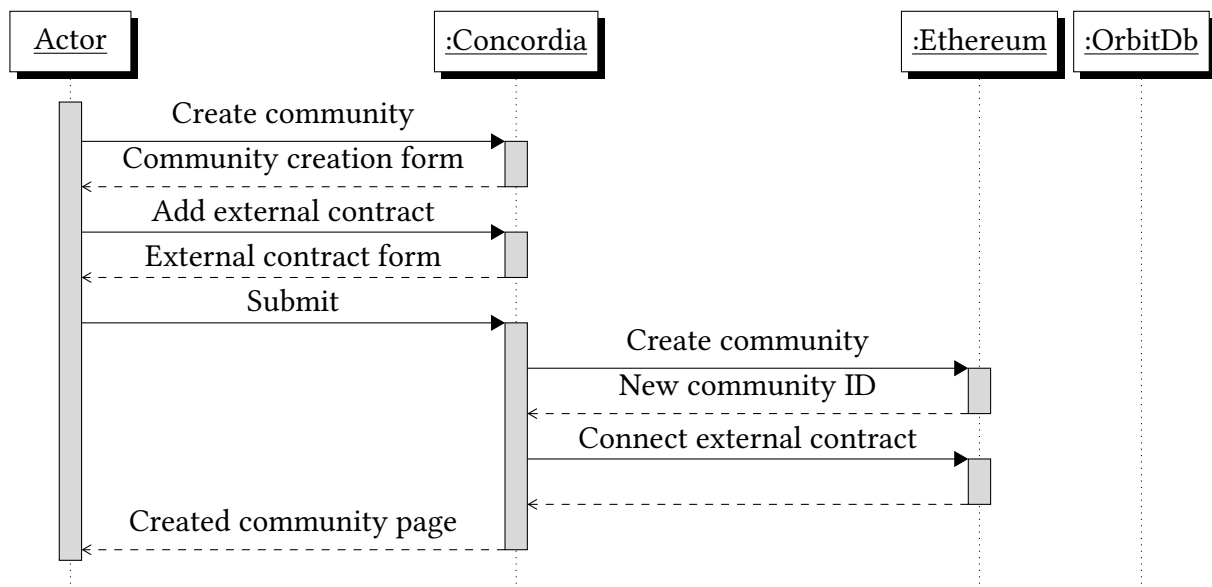 Actor
:Concordia
:Ethereum
:OrbitDb
Create community
Community creation form
Add external contract
External contract form
Submit
Create community
New community ID
Connect external contract
Created community page